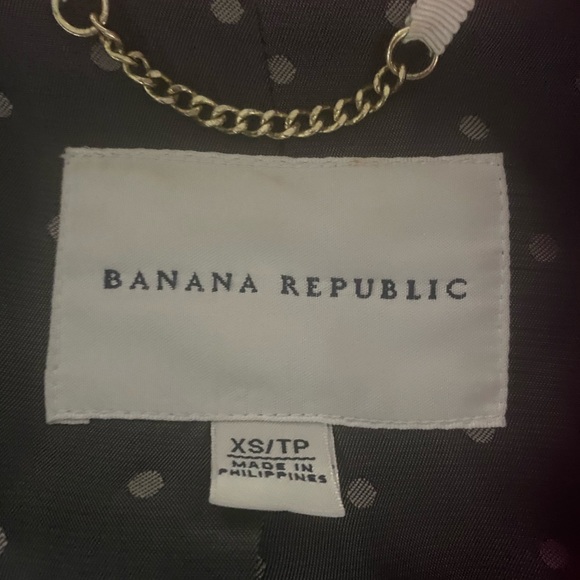 BANANA REPUBLIC
XS/TP
MADE IN
PHILIPPINES